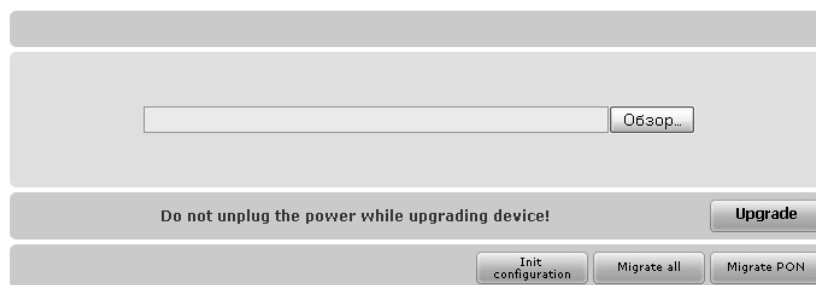 Обзор...
Do not unplug the power while upgrading device!
Upgrade
Init
configuration
Migrate all
Migrate PON